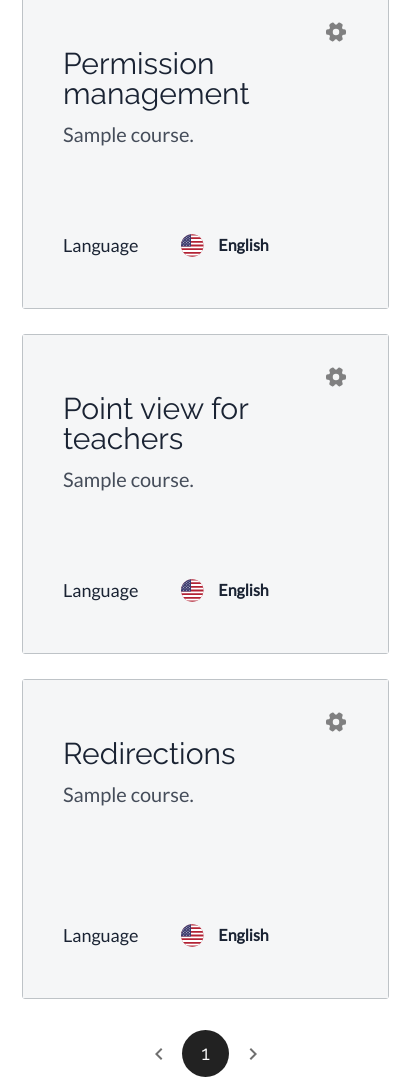 Permission
management
Sample course.
Language English
Point view for
teachers
Sample course.
Language English
Redirections
Sample course.
Language English
1